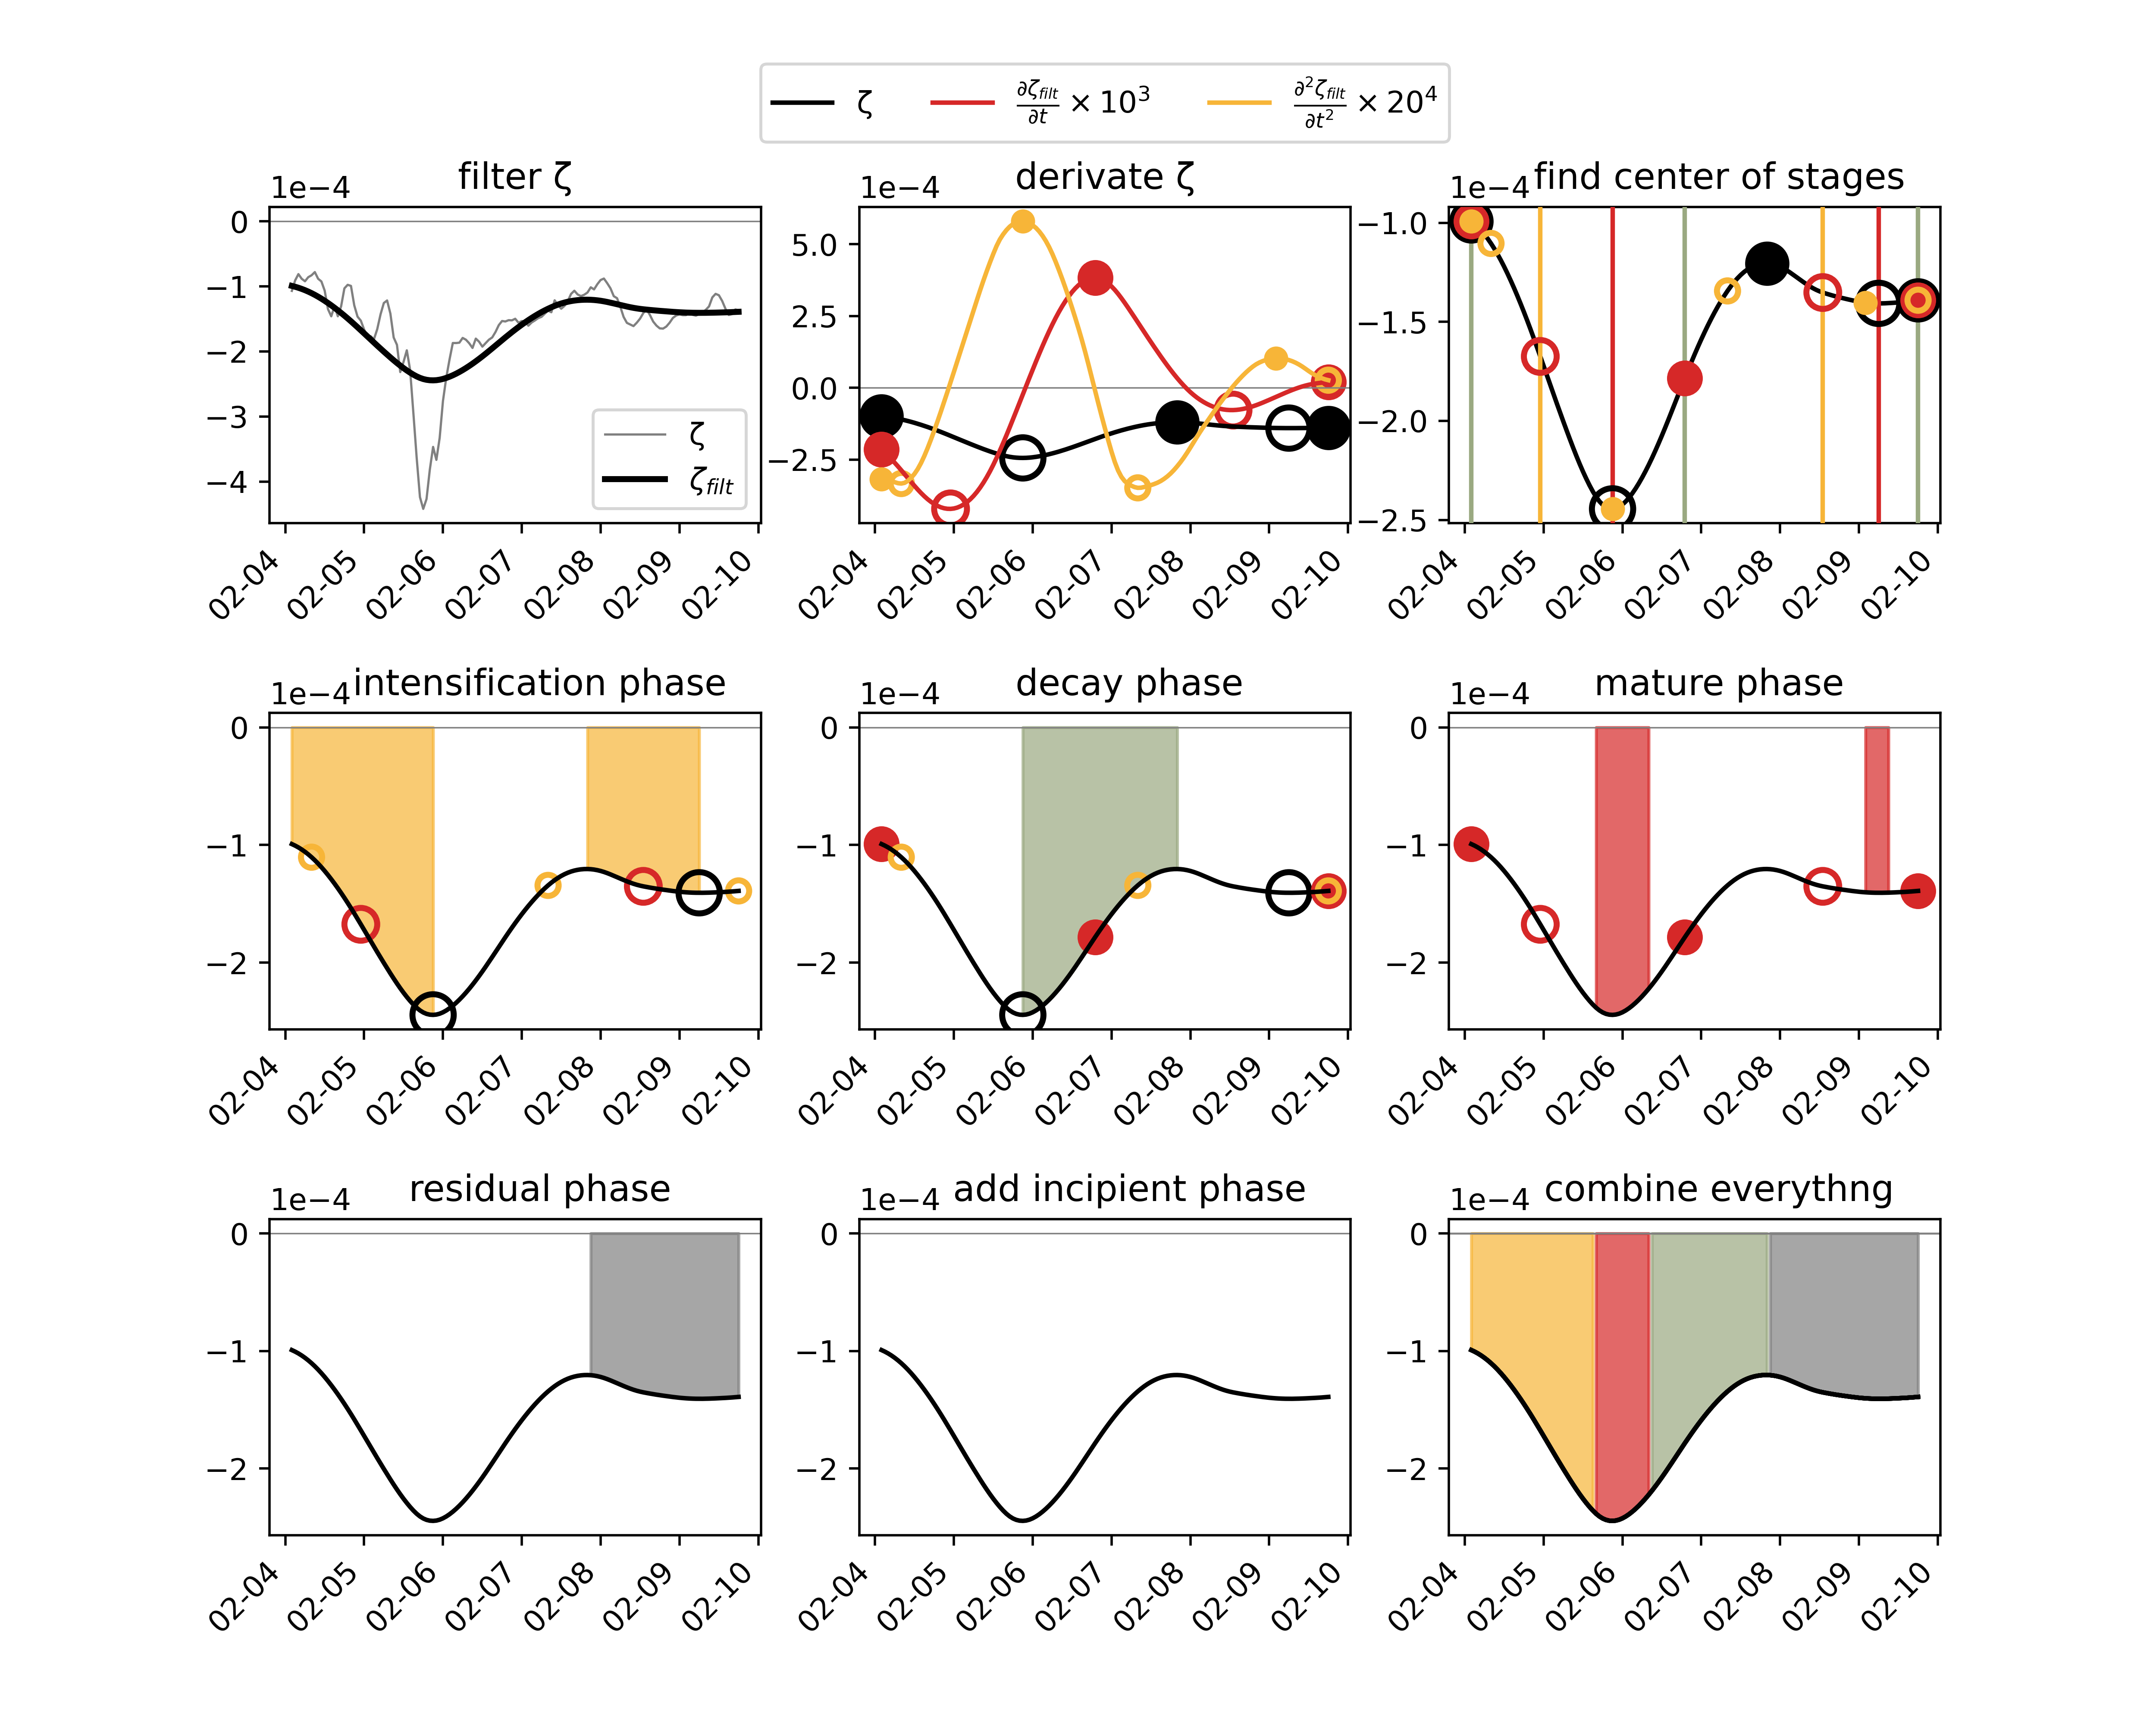 ζ ∂ζ_filt/∂t × 10³ ∂²ζ_filt/∂t² × 20⁴
filter ζ derivate ζ find center of stages
1e−4 1e−4 1e−4
0
−1
−2
−3
−4
ζ
ζ_filt
02-04 02-05 02-06 02-07 02-08 02-09 02-10
5.0
2.5
0.0
−2.5
02-04 02-05 02-06 02-07 02-08 02-09 02-10
−1.0
−1.5
−2.0
−2.5
02-04 02-05 02-06 02-07 02-08 02-09 02-10
intensification phase decay phase mature phase
1e−4 1e−4 1e−4
0
−1
−2
02-04 02-05 02-06 02-07 02-08 02-09 02-10
0
−1
−2
02-04 02-05 02-06 02-07 02-08 02-09 02-10
0
−1
−2
02-04 02-05 02-06 02-07 02-08 02-09 02-10
residual phase add incipient phase combine everythng
1e−4 1e−4 1e−4
0
−1
−2
02-04 02-05 02-06 02-07 02-08 02-09 02-10
0
−1
−2
02-04 02-05 02-06 02-07 02-08 02-09 02-10
0
−1
−2
02-04 02-05 02-06 02-07 02-08 02-09 02-10